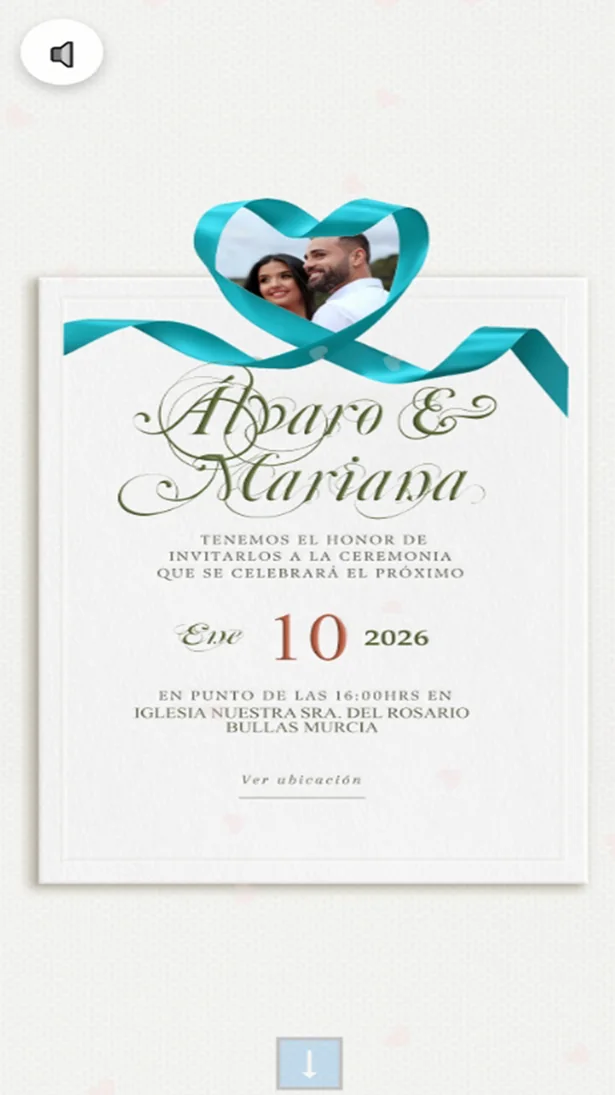 Álvaro &
Mariana
TENEMOS EL HONOR DE
INVITARLOS A LA CEREMONIA
QUE SE CELEBRARÁ EL PRÓXIMO
Ene 10 2026
EN PUNTO DE LAS 16:00HRS EN
IGLESIA NUESTRA SRA. DEL ROSARIO
BULLAS MURCIA
Ver ubicación